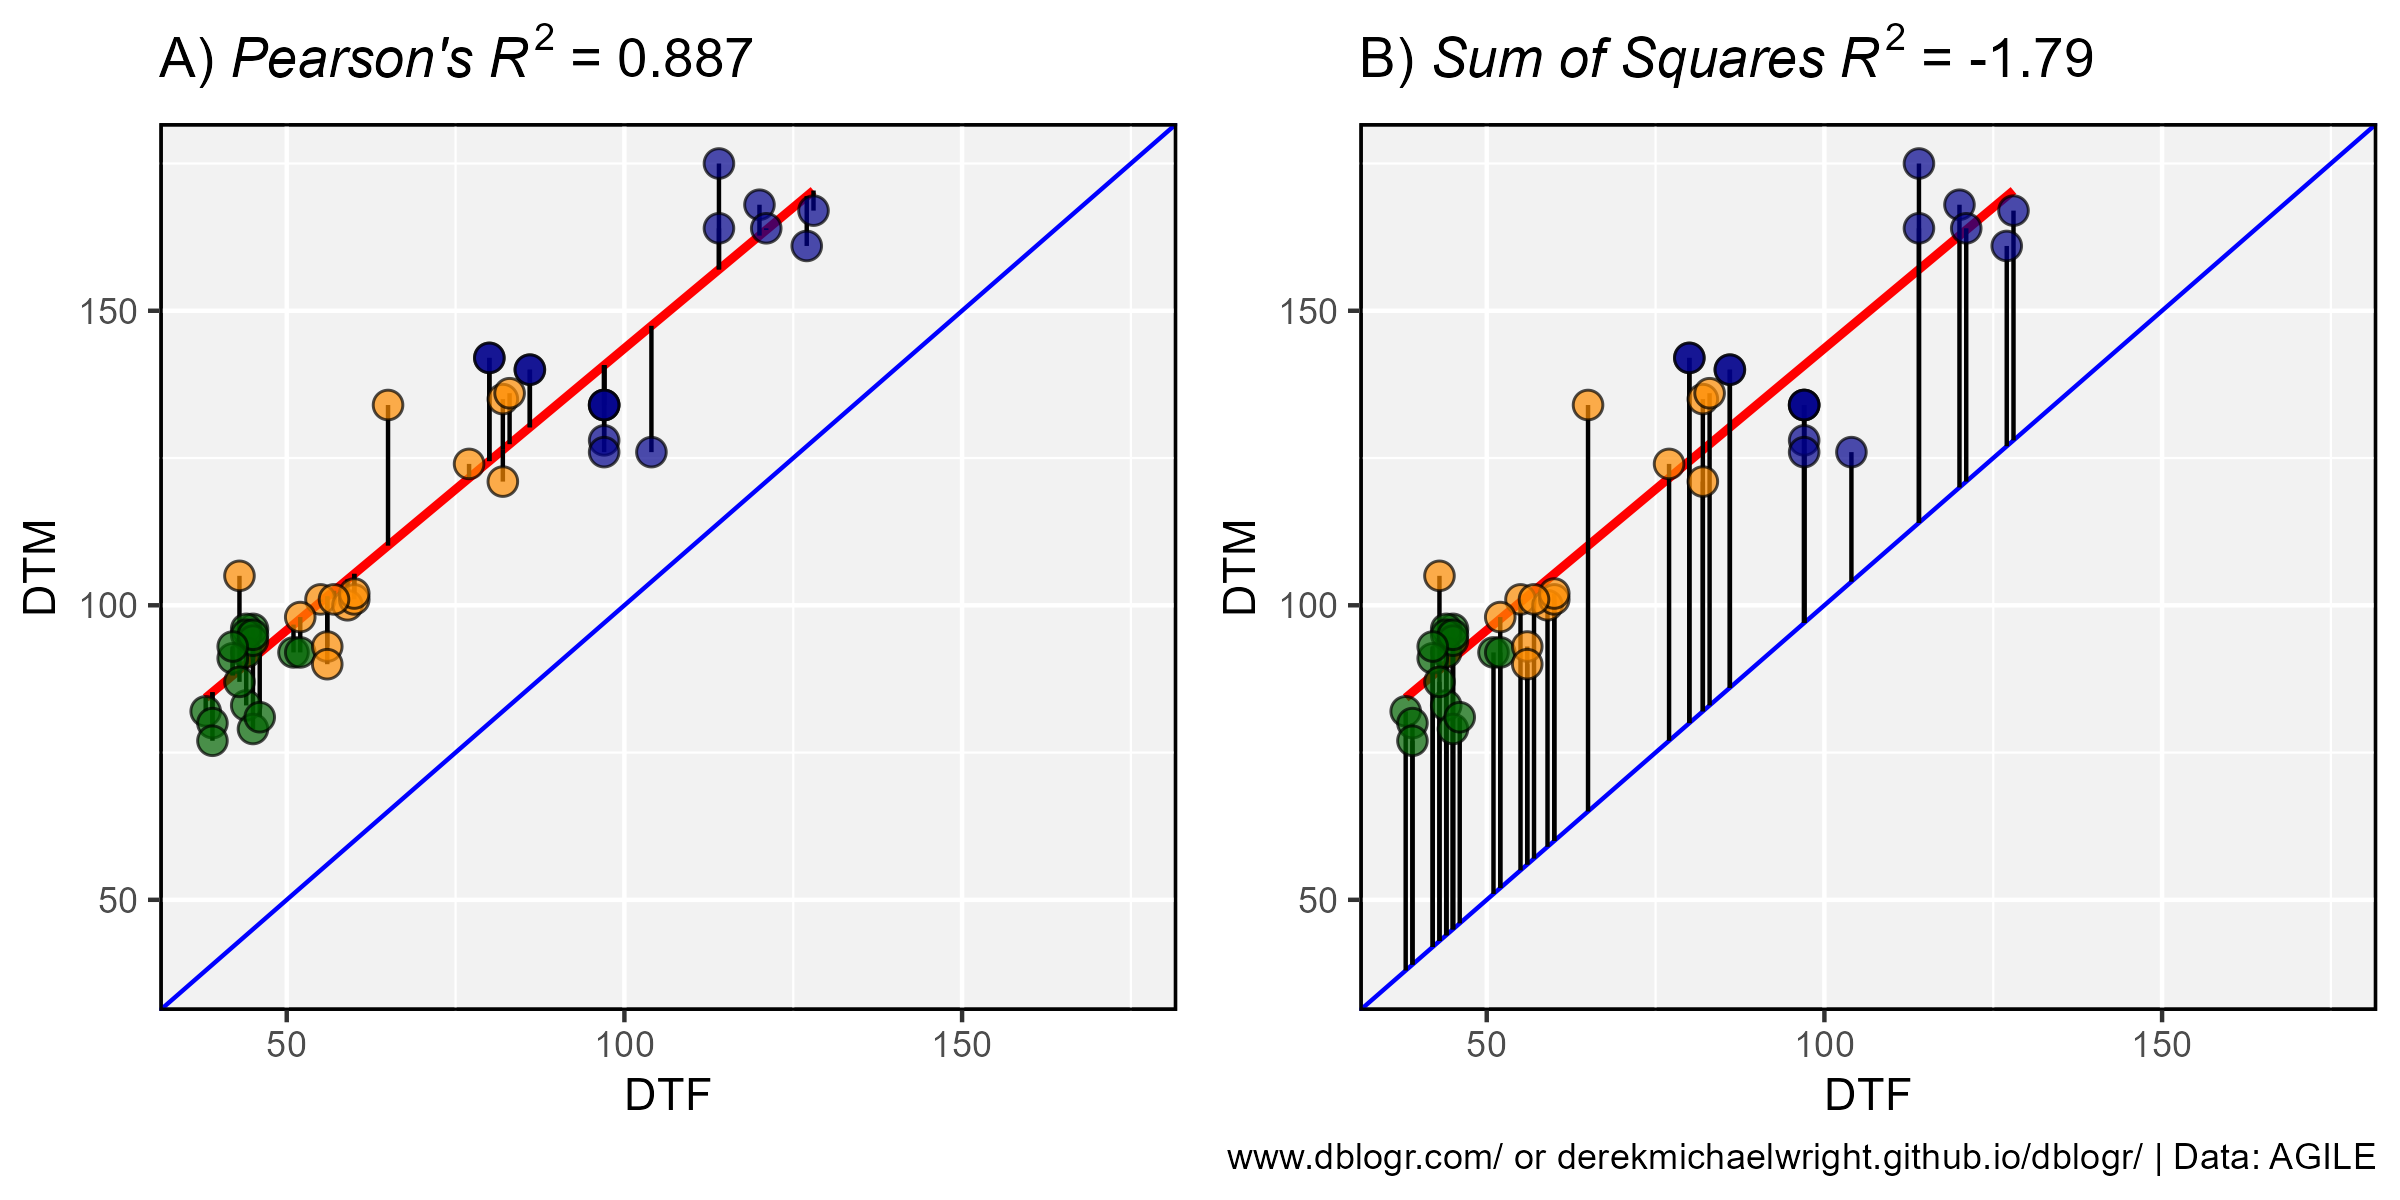 A) Pearson's R² = 0.887
B) Sum of Squares R² = -1.79
DTM
150
100
50
50
100
150
DTF
DTM
150
100
50
50
100
150
DTF
www.dblogr.com/ or derekmichaelwright.github.io/dblogr/ | Data: AGILE